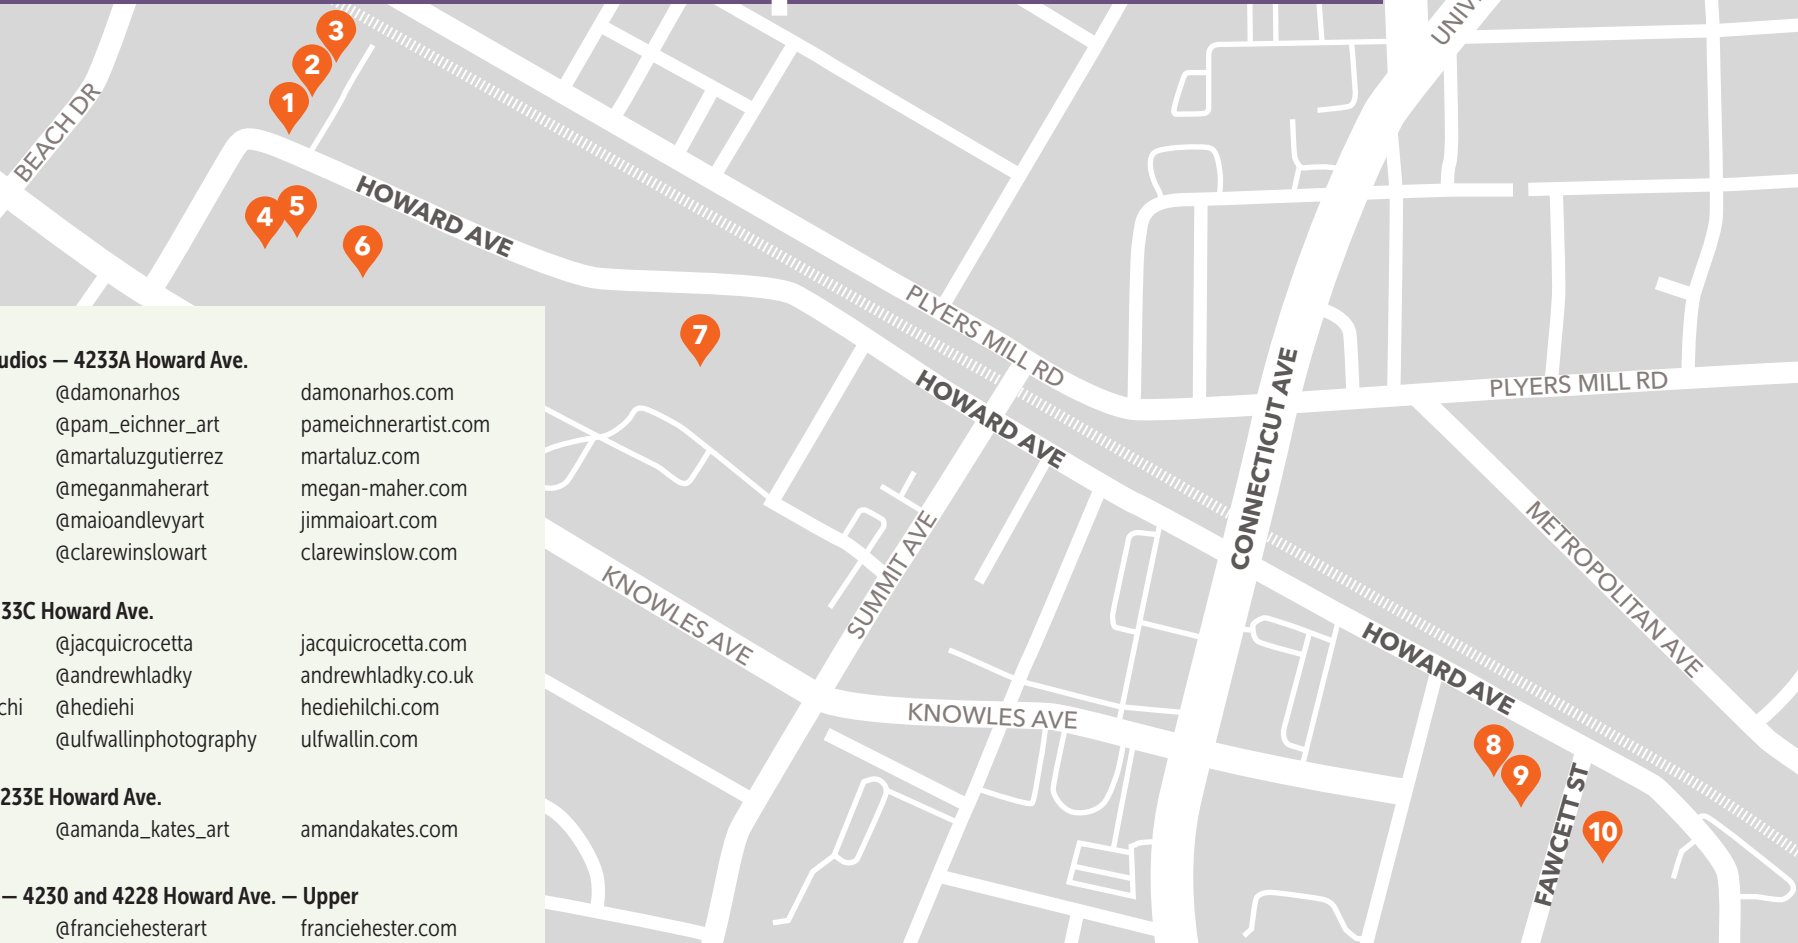 3
2
1
BEACH DR
HOWARD AVE
4
5
6
7
PLYERS MILL RD
HOWARD AVE
CONNECTICUT AVE
PLYERS MILL RD
METROPOLITAN AVE
SUMMIT AVE
KNOWLES AVE
KNOWLES AVE
HOWARD AVE
8
9
10
FAWCETT ST
udios — 4233A Howard Ave.
@damonarhos damonarhos.com
@pam_eichner_art pameichnerartist.com
@martaluzgutierrez martaluz.com
@meganmaherart megan-maher.com
@maioandlevyart jimmaioart.com
@clarewinslowart clarewinslow.com
33C Howard Ave.
@jacquicrocetta jacquicrocetta.com
@andrewhladky andrewhladky.co.uk
chi @hediehi hediehilchi.com
@ulfwallinphotography ulfwallin.com
233E Howard Ave.
@amanda_kates_art amandakates.com
— 4230 and 4228 Howard Ave. — Upper
@franciehesterart franciehester.com